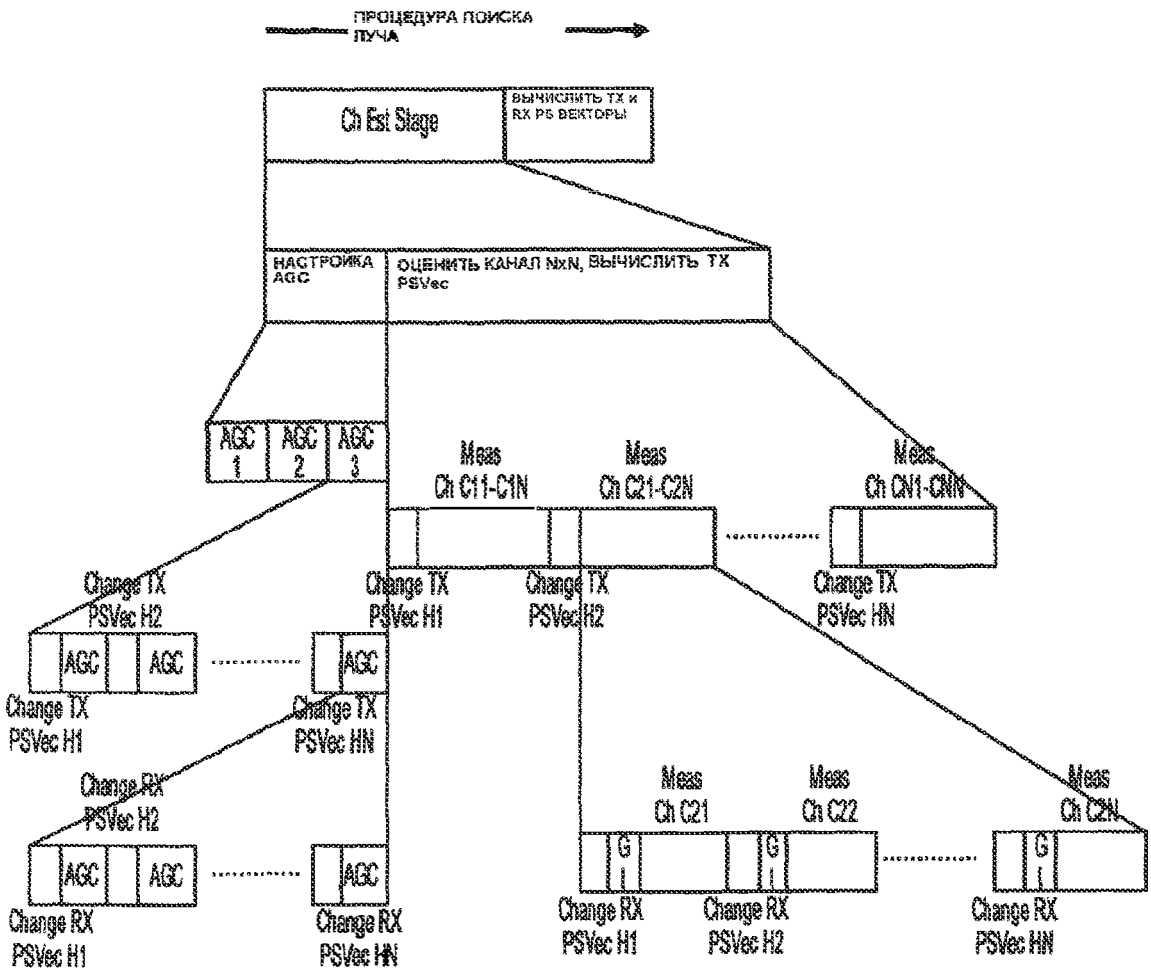 ПРОЦЕДУРА ПОИСКА
ЛУЧА
Ch Est Stage
ВЫЧИСЛИТЬ TX и
RX PS ВЕКТОРЫ
НАСТРОЙКА
AGC
ОЦЕНИТЬ КАНАЛ NxN, ВЫЧИСЛИТЬ TX
PSVec
AGC
1
AGC
2
AGC
3
Meas
Ch C11-C1N
Meas
Ch C21-C2N
Meas
Ch CN1-CNN
Change TX
PSVec H1
Change TX
PSVec H2
Change TX
PSVec HN
Change TX
PSVec H2
AGC
AGC
AGC
Change TX
PSVec H1
Change TX
PSVec HN
Change RX
PSVec H2
AGC
AGC
AGC
Change RX
PSVec H1
Change RX
PSVec HN
Meas
Ch C21
Meas
Ch C22
Meas
Ch C2N
G
I
G
I
G
I
Change RX
PSVec H1
Change RX
PSVec H2
Change RX
PSVec HN